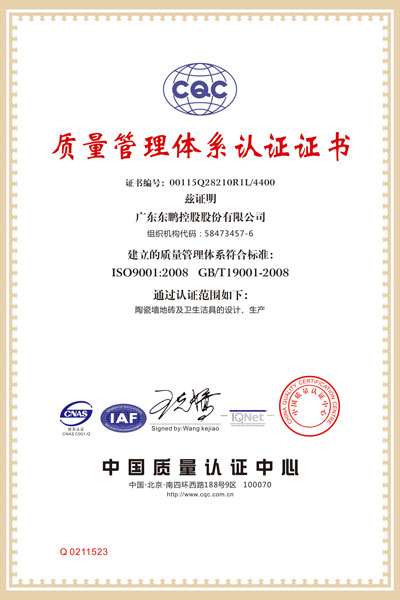 CQC
质量管理体系认证证书
证书编号：00115Q28210R1L/4400
兹证明
广东东鹏控股股份有限公司
组织机构代码：58473457-6
建立的质量管理体系符合标准：
ISO9001:2008 GB/T19001-2008
通过认证范围如下：
陶瓷墙地砖及卫生洁具的设计、生产
CNAS
CNAS C001-Q
IAF
Signed by: Wang kejiao
IQNet
CHINA QUALITY CERTIFICATION CENTRE
中国质量认证中心
中国质量认证中心
中国·北京·南四环西路188号9区 100070
http://www.cqc.com.cn
Q 0211523